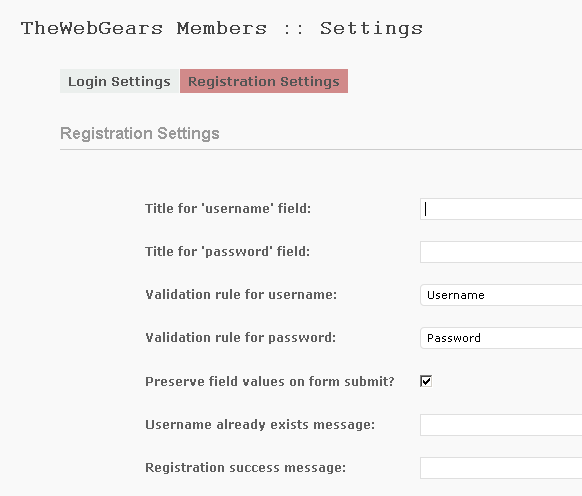 TheWebGears Members :: Settings
Login Settings Registration Settings
Registration Settings
Title for 'username' field:
Title for 'password' field:
Validation rule for username: Username
Validation rule for password: Password
Preserve field values on form submit?
Username already exists message:
Registration success message: